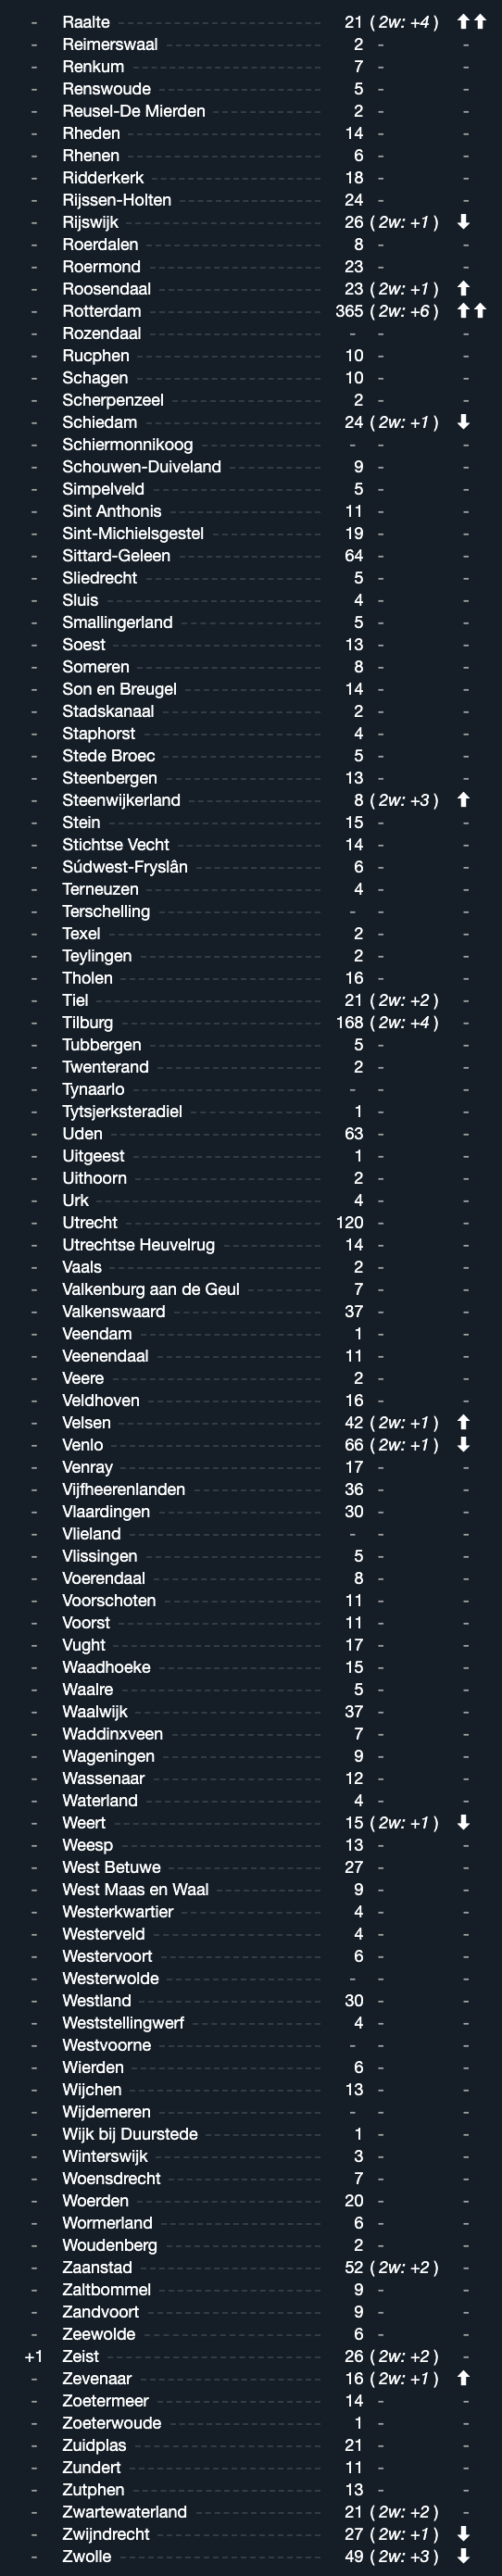 - Raalte 21 ( 2w: +4 ) ⬆⬆
- Reimerswaal 2 - -
- Renkum 7 - -
- Renswoude 5 - -
- Reusel-De Mierden 2 - -
- Rheden 14 - -
- Rhenen 6 - -
- Ridderkerk 18 - -
- Rijssen-Holten 24 - -
- Rijswijk 26 ( 2w: +1 ) ⬇
- Roerdalen 8 - -
- Roermond 23 - -
- Roosendaal 23 ( 2w: +1 ) ⬆
- Rotterdam 365 ( 2w: +6 ) ⬆⬆
- Rozendaal - - -
- Rucphen 10 - -
- Schagen 10 - -
- Scherpenzeel 2 - -
- Schiedam 24 ( 2w: +1 ) ⬇
- Schiermonnikoog - - -
- Schouwen-Duiveland 9 - -
- Simpelveld 5 - -
- Sint Anthonis 11 - -
- Sint-Michielsgestel 19 - -
- Sittard-Geleen 64 - -
- Sliedrecht 5 - -
- Sluis 4 - -
- Smallingerland 5 - -
- Soest 13 - -
- Someren 8 - -
- Son en Breugel 14 - -
- Stadskanaal 2 - -
- Staphorst 4 - -
- Stede Broec 5 - -
- Steenbergen 13 - -
- Steenwijkerland 8 ( 2w: +3 ) ⬆
- Stein 15 - -
- Stichtse Vecht 14 - -
- Súdwest-Fryslân 6 - -
- Terneuzen 4 - -
- Terschelling - - -
- Texel 2 - -
- Teylingen 2 - -
- Tholen 16 - -
- Tiel 21 ( 2w: +2 ) -
- Tilburg 168 ( 2w: +4 ) -
- Tubbergen 5 - -
- Twenterand 2 - -
- Tynaarlo - - -
- Tytsjerksteradiel 1 - -
- Uden 63 - -
- Uitgeest 1 - -
- Uithoorn 2 - -
- Urk 4 - -
- Utrecht 120 - -
- Utrechtse Heuvelrug 14 - -
- Vaals 2 - -
- Valkenburg aan de Geul 7 - -
- Valkenswaard 37 - -
- Veendam 1 - -
- Veenendaal 11 - -
- Veere 2 - -
- Veldhoven 16 - -
- Velsen 42 ( 2w: +1 ) ⬆
- Venlo 66 ( 2w: +1 ) ⬇
- Venray 17 - -
- Vijfheerenlanden 36 - -
- Vlaardingen 30 - -
- Vlieland - - -
- Vlissingen 5 - -
- Voerendaal 8 - -
- Voorschoten 11 - -
- Voorst 11 - -
- Vught 17 - -
- Waadhoeke 15 - -
- Waalre 5 - -
- Waalwijk 37 - -
- Waddinxveen 7 - -
- Wageningen 9 - -
- Wassenaar 12 - -
- Waterland 4 - -
- Weert 15 ( 2w: +1 ) ⬇
- Weesp 13 - -
- West Betuwe 27 - -
- West Maas en Waal 9 - -
- Westerkwartier 4 - -
- Westerveld 4 - -
- Westervoort 6 - -
- Westerwolde - - -
- Westland 30 - -
- Weststellingwerf 4 - -
- Westvoorne - - -
- Wierden 6 - -
- Wijchen 13 - -
- Wijdemeren - - -
- Wijk bij Duurstede 1 - -
- Winterswijk 3 - -
- Woensdrecht 7 - -
- Woerden 20 - -
- Wormerland 6 - -
- Woudenberg 2 - -
- Zaanstad 52 ( 2w: +2 ) -
- Zaltbommel 9 - -
- Zandvoort 9 - -
- Zeewolde 6 - -
+1 Zeist 26 ( 2w: +2 ) -
- Zevenaar 16 ( 2w: +1 ) ⬆
- Zoetermeer 14 - -
- Zoeterwoude 1 - -
- Zuidplas 21 - -
- Zundert 11 - -
- Zutphen 13 - -
- Zwartewaterland 21 ( 2w: +2 ) -
- Zwijndrecht 27 ( 2w: +1 ) ⬇
- Zwolle 49 ( 2w: +3 ) ⬇